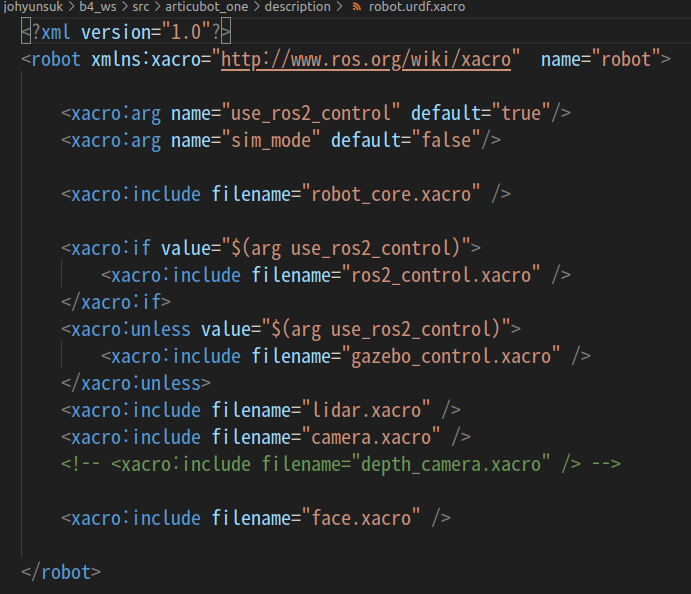 johyunsuk > b4_ws > src > articubot_one > description > robot.urdf.xacro
<?xml version="1.0"?>
<robot xmlns:xacro="http://www.ros.org/wiki/xacro"  name="robot">
<xacro:arg name="use_ros2_control" default="true"/>
<xacro:arg name="sim_mode" default="false"/>
<xacro:include filename="robot_core.xacro" />
<xacro:if value="$(arg use_ros2_control)">
<xacro:include filename="ros2_control.xacro" />
</xacro:if>
<xacro:unless value="$(arg use_ros2_control)">
<xacro:include filename="gazebo_control.xacro" />
</xacro:unless>
<xacro:include filename="lidar.xacro" />
<xacro:include filename="camera.xacro" />
<!-- <xacro:include filename="depth_camera.xacro" /> -->
<xacro:include filename="face.xacro" />
</robot>